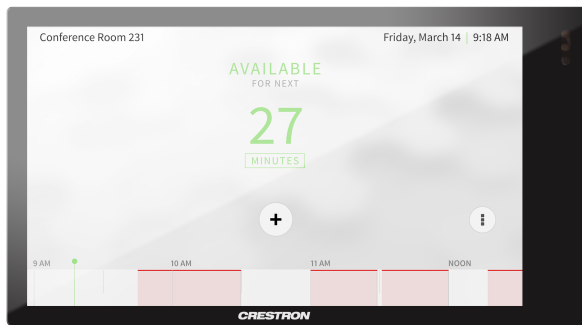 Conference Room 231
Friday, March 14 | 9:18 AM
AVAILABLE
FOR NEXT
27
MINUTES
+
9 AM
10 AM
11 AM
NOON
CRESTRON